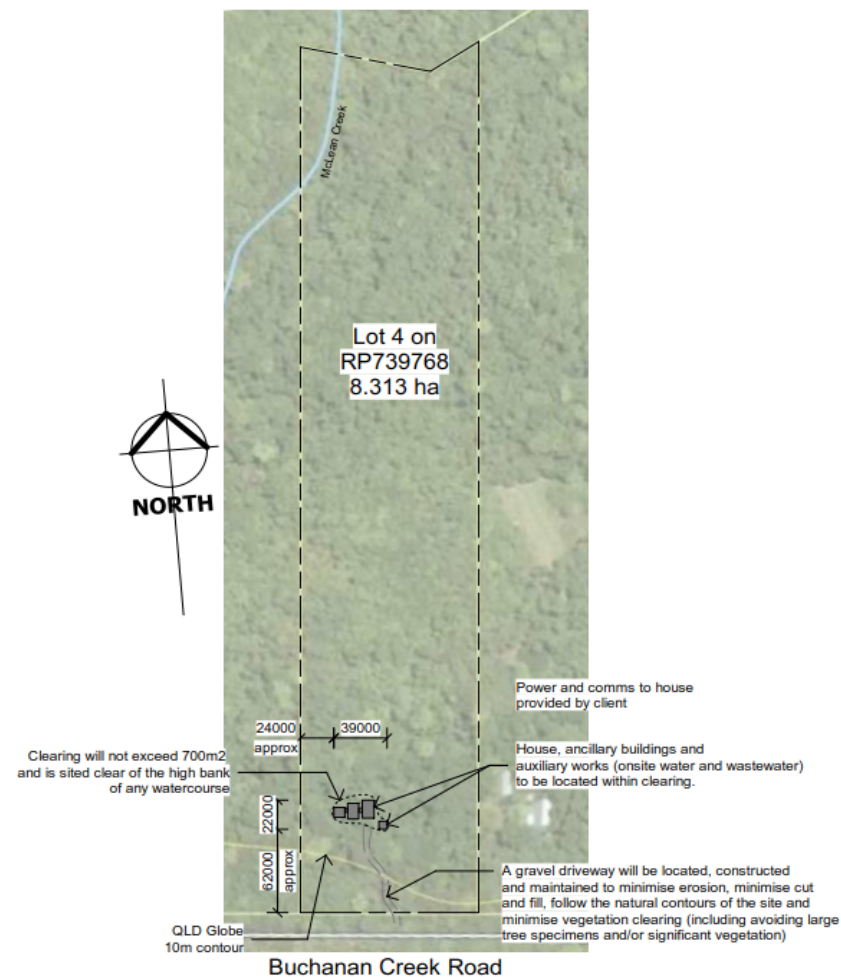 McLean Creek
Lot 4 on
RP739768
8.313 ha
NORTH
Power and comms to house
provided by client
24000
approx
39000
House, ancillary buildings and
auxiliary works (onsite water and wastewater)
to be located within clearing.
Clearing will not exceed 700m2
and is sited clear of the high bank
of any watercourse
22000
62000
approx
A gravel driveway will be located, constructed
and maintained to minimise erosion, minimise cut
and fill, follow the natural contours of the site and
minimise vegetation clearing (including avoiding large
tree specimens and/or significant vegetation)
QLD Globe
10m contour
Buchanan Creek Road